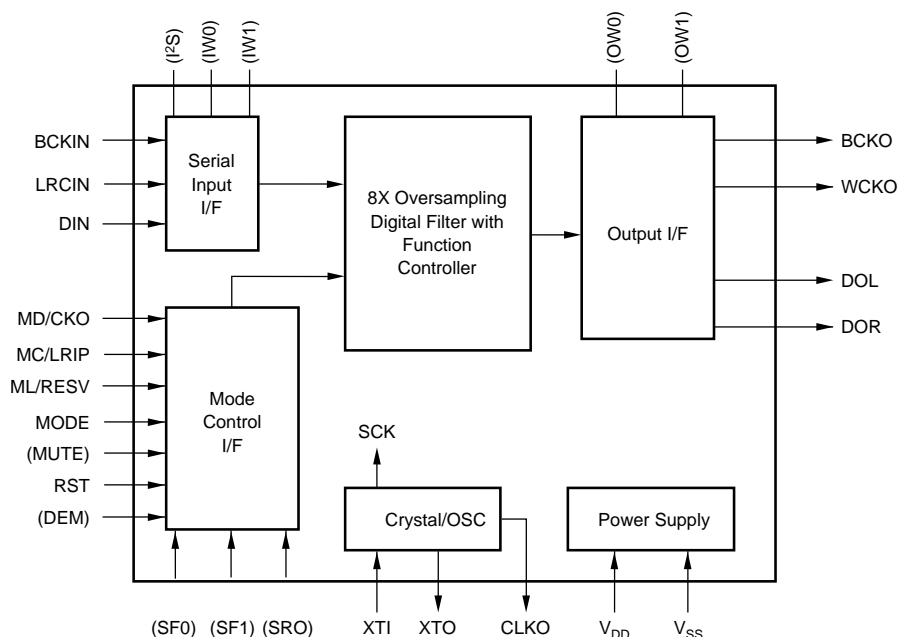 (I²S)
(IW0)
(IW1)
(OW0)
(OW1)
BCKIN
LRCIN
DIN
Serial
Input
I/F
8X Oversampling
Digital Filter with
Function
Controller
Output I/F
BCKO
WCKO
DOL
DOR
MD/CKO
MC/LRIP
ML/RESV
MODE
(MUTE)
RST
(DEM)
Mode
Control
I/F
SCK
Crystal/OSC
Power Supply
(SF0)
(SF1)
(SRO)
XTI
XTO
CLKO
V_DD
V_SS